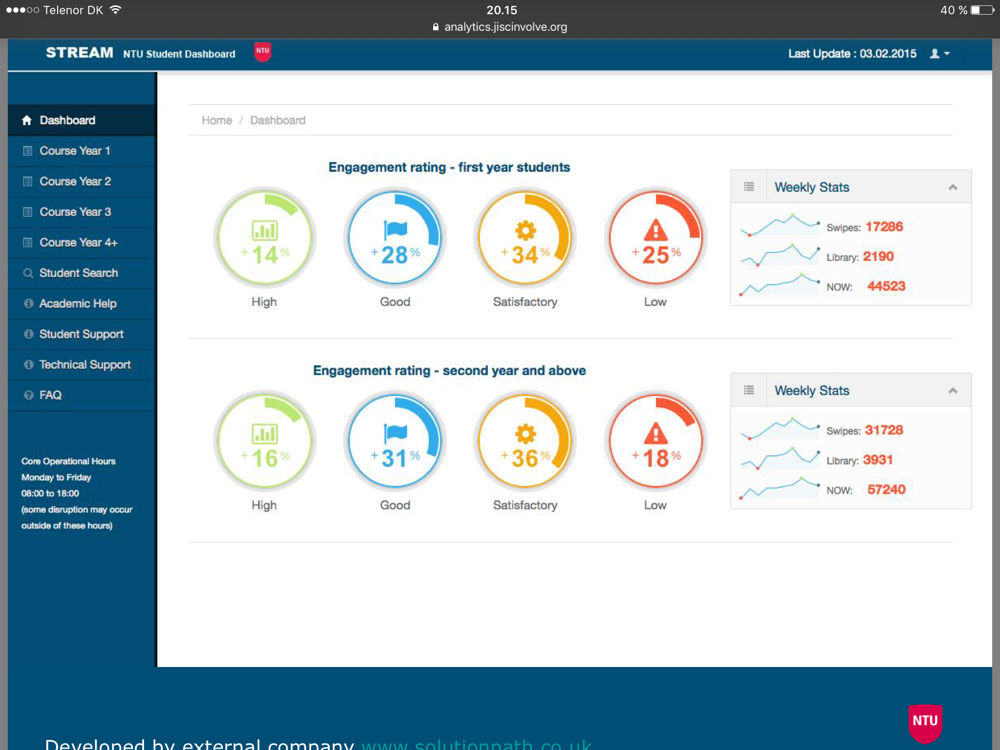 Telenor DK
20.15
40 %
analytics.jiscinvolve.org
STREAM NTU Student Dashboard NTU
Last Update : 03.02.2015
Dashboard
Course Year 1
Course Year 2
Course Year 3
Course Year 4+
Student Search
Academic Help
Student Support
Technical Support
FAQ
Core Operational Hours
Monday to Friday
08:00 to 18:00
(some disruption may occur
outside of these hours)
Home / Dashboard
Engagement rating - first year students
+14% +28% +34% +25%
High Good Satisfactory Low
Weekly Stats
Swipes: 17286
Library: 2190
NOW: 44523
Engagement rating - second year and above
+16% +31% +36% +18%
High Good Satisfactory Low
Weekly Stats
Swipes: 31728
Library: 3931
NOW: 57240
NTU
Developed by external company www.solutionpath.co.uk